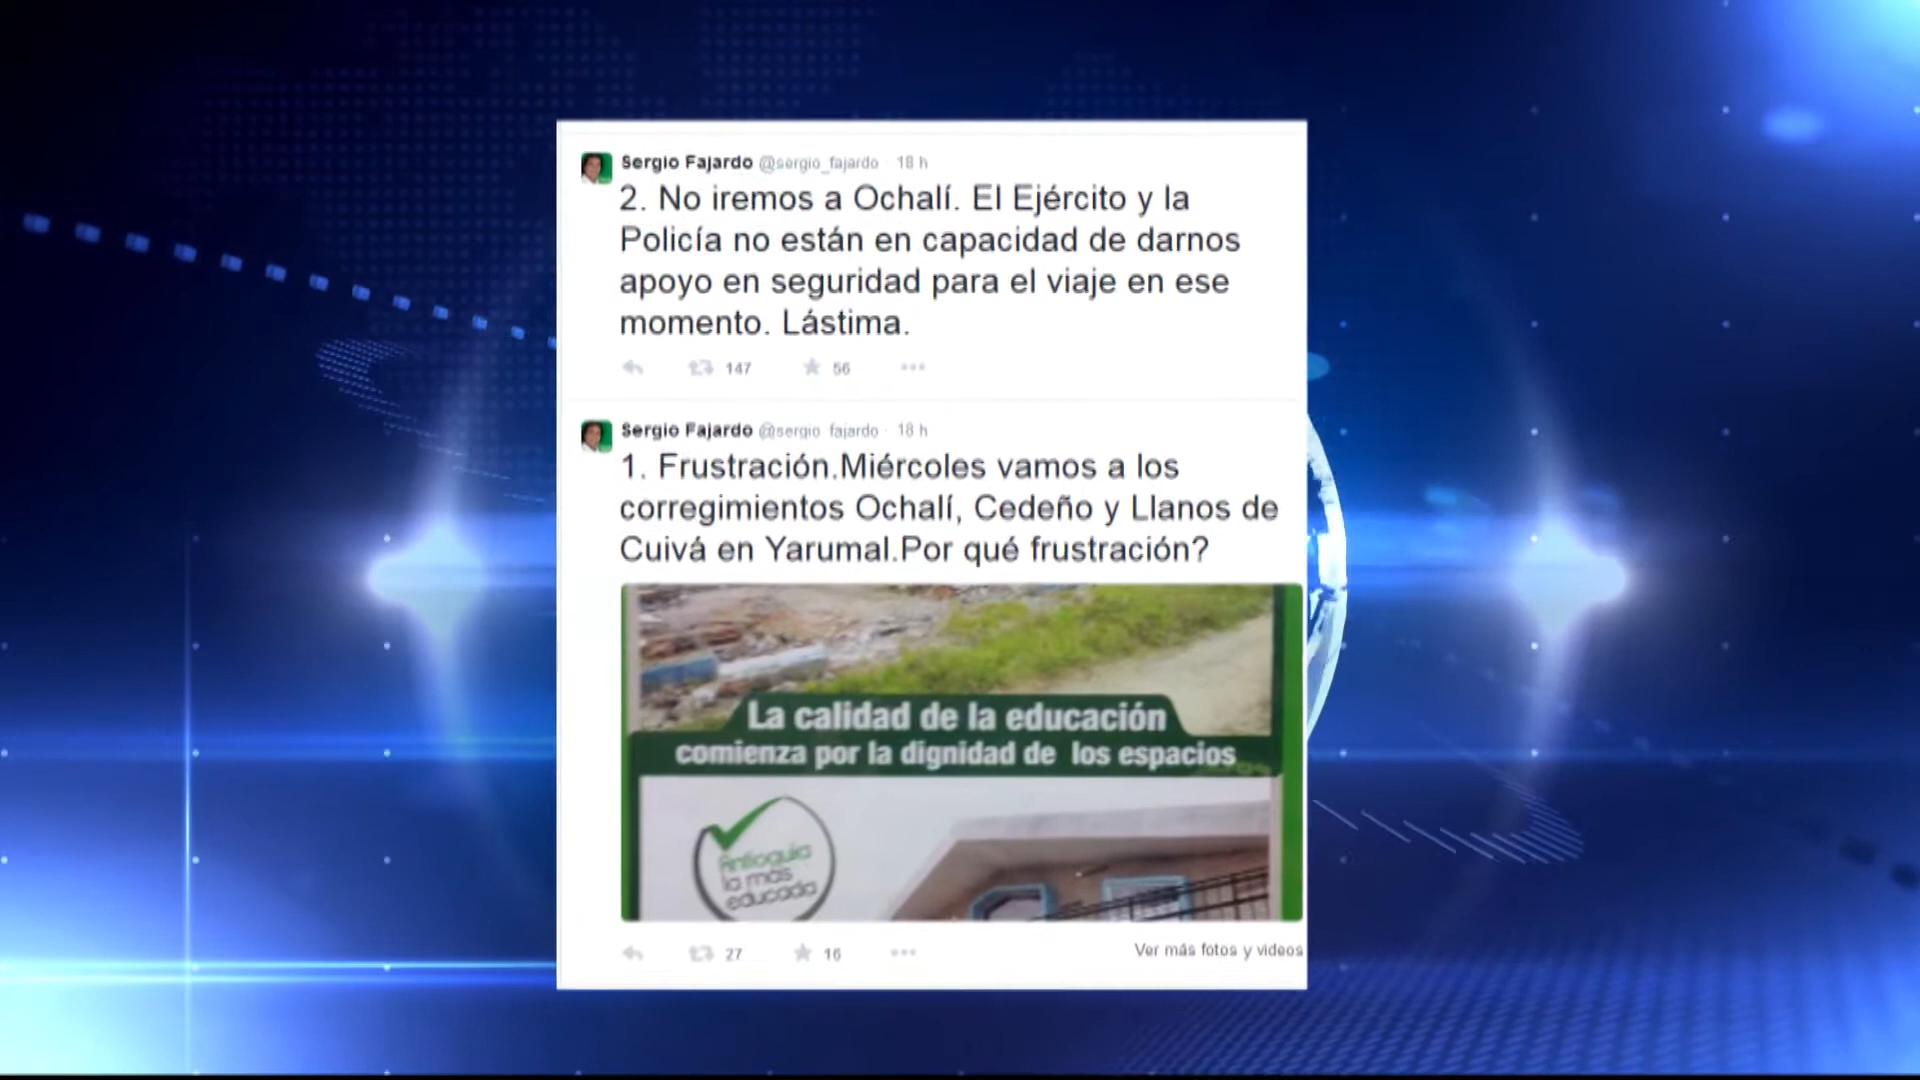 Sergio Fajardo @sergio_fajardo · 18 h
2. No iremos a Ochalí. El Ejército y la
Policía no están en capacidad de darnos
apoyo en seguridad para el viaje en ese
momento. Lástima.
147 56
Sergio Fajardo @sergio_fajardo · 18 h
1. Frustración.Miércoles vamos a los
corregimientos Ochalí, Cedeño y Llanos de
Cuivá en Yarumal.Por qué frustración?
La calidad de la educación
comienza por la dignidad de los espacios
Antioquia
la más
educada
27 16
Ver más fotos y videos